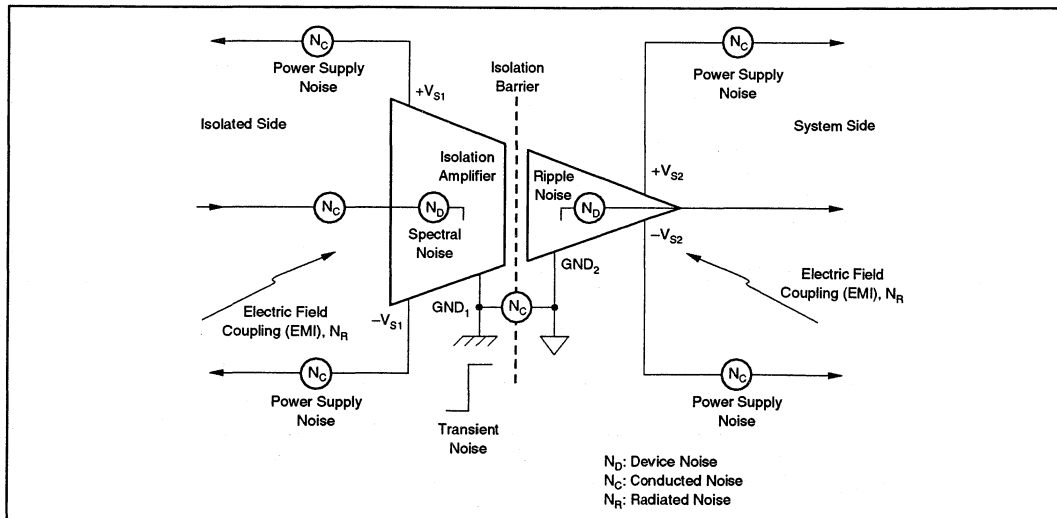 N_C
Power Supply
Noise
+V_S1
Isolation
Barrier
N_C
Power Supply
Noise
Isolated Side
System Side
Isolation
Amplifier
Ripple
Noise
+V_S2
N_C
N_D
Spectral
Noise
N_D
–V_S2
GND_2
Electric Field
Coupling (EMI), N_R
–V_S1
GND_1
N_C
Electric Field
Coupling (EMI), N_R
N_C
Power Supply
Noise
Transient
Noise
N_C
Power Supply
Noise
N_D: Device Noise
N_C: Conducted Noise
N_R: Radiated Noise